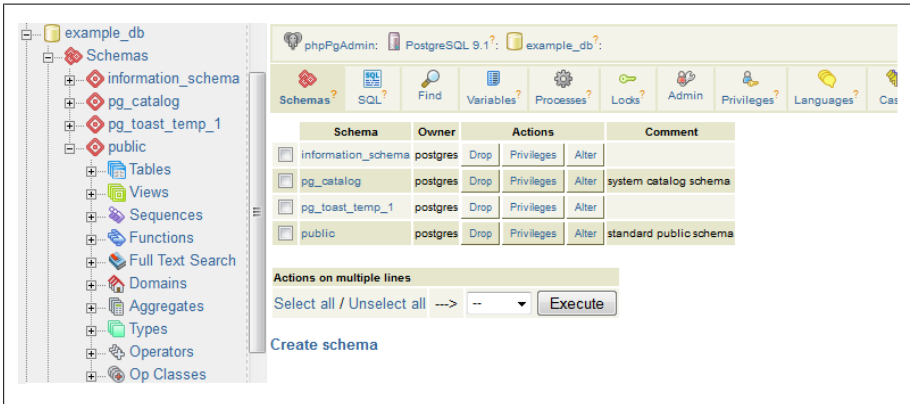 example_db
Schemas
information_schema
pg_catalog
pg_toast_temp_1
public
Tables
Views
Sequences
Functions
Full Text Search
Domains
Aggregates
Types
Operators
Op Classes
phpPgAdmin: PostgreSQL 9.1?: example_db?:
Schemas? SQL? Find Variables? Processes? Locks? Admin Privileges? Languages? Cas
Schema Owner Actions Comment
information_schema postgres Drop Privileges Alter
pg_catalog postgres Drop Privileges Alter system catalog schema
pg_toast_temp_1 postgres Drop Privileges Alter
public postgres Drop Privileges Alter standard public schema
Actions on multiple lines
Select all / Unselect all ---> -- Execute
Create schema